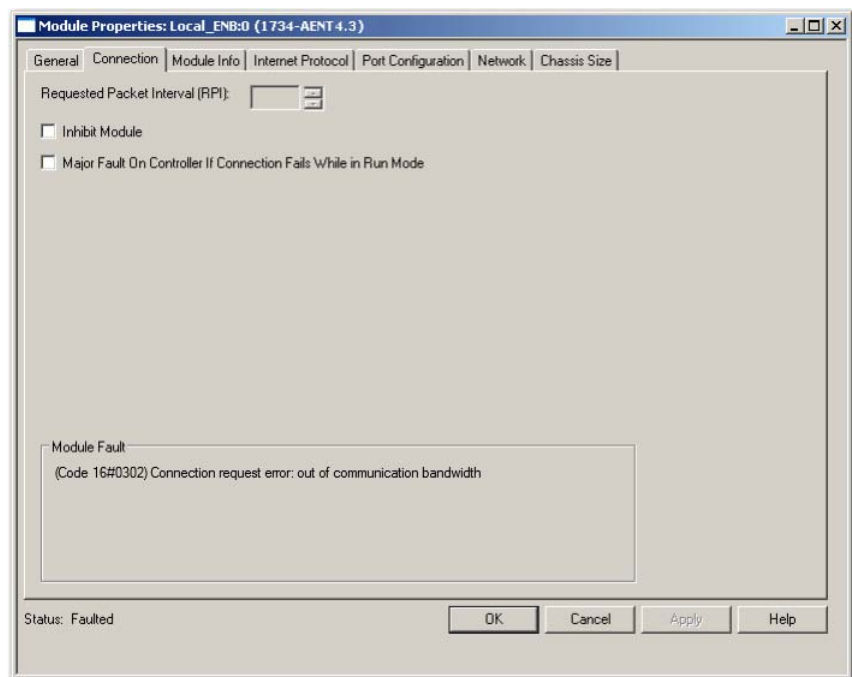 Module Properties: Local_ENB:0 (1734-AENT 4.3)
General Connection Module Info Internet Protocol Port Configuration Network Chassis Size
Requested Packet Interval (RPI):
Inhibit Module
Major Fault On Controller If Connection Fails While in Run Mode
Module Fault
(Code 16#0302) Connection request error: out of communication bandwidth
Status: Faulted OK Cancel Apply Help